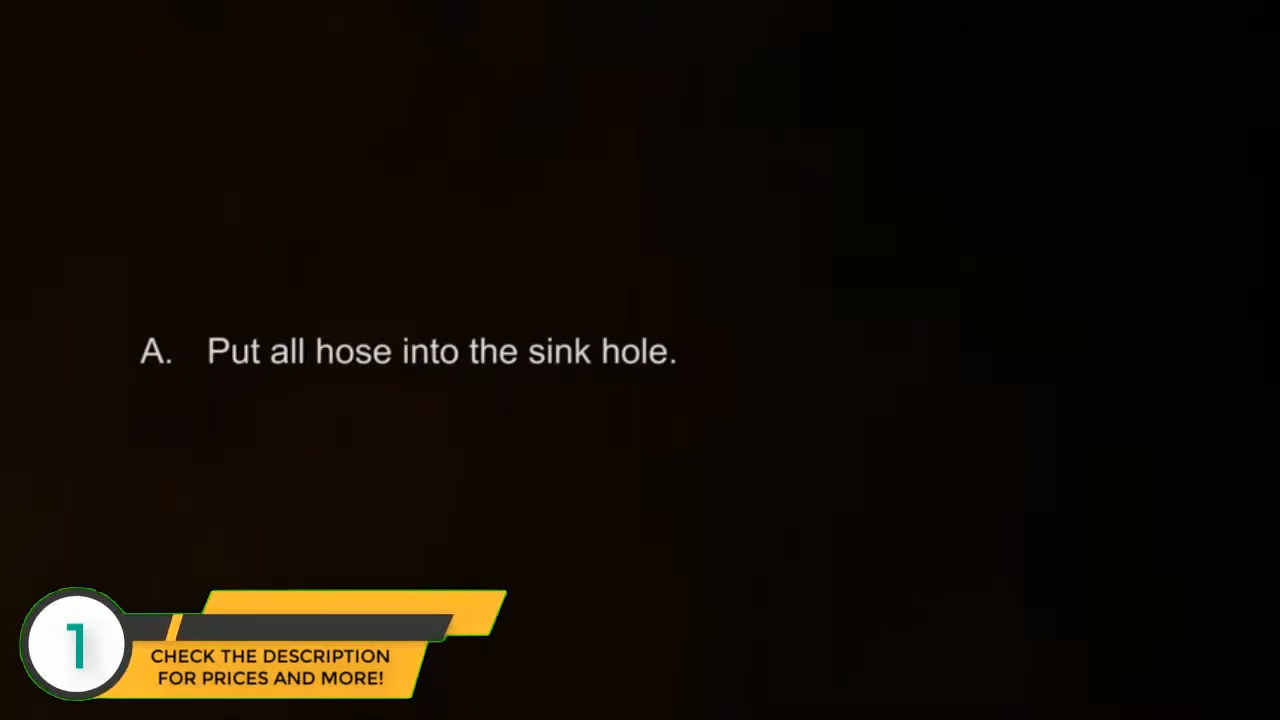 A. Put all hose into the sink hole.
1
CHECK THE DESCRIPTION
FOR PRICES AND MORE!